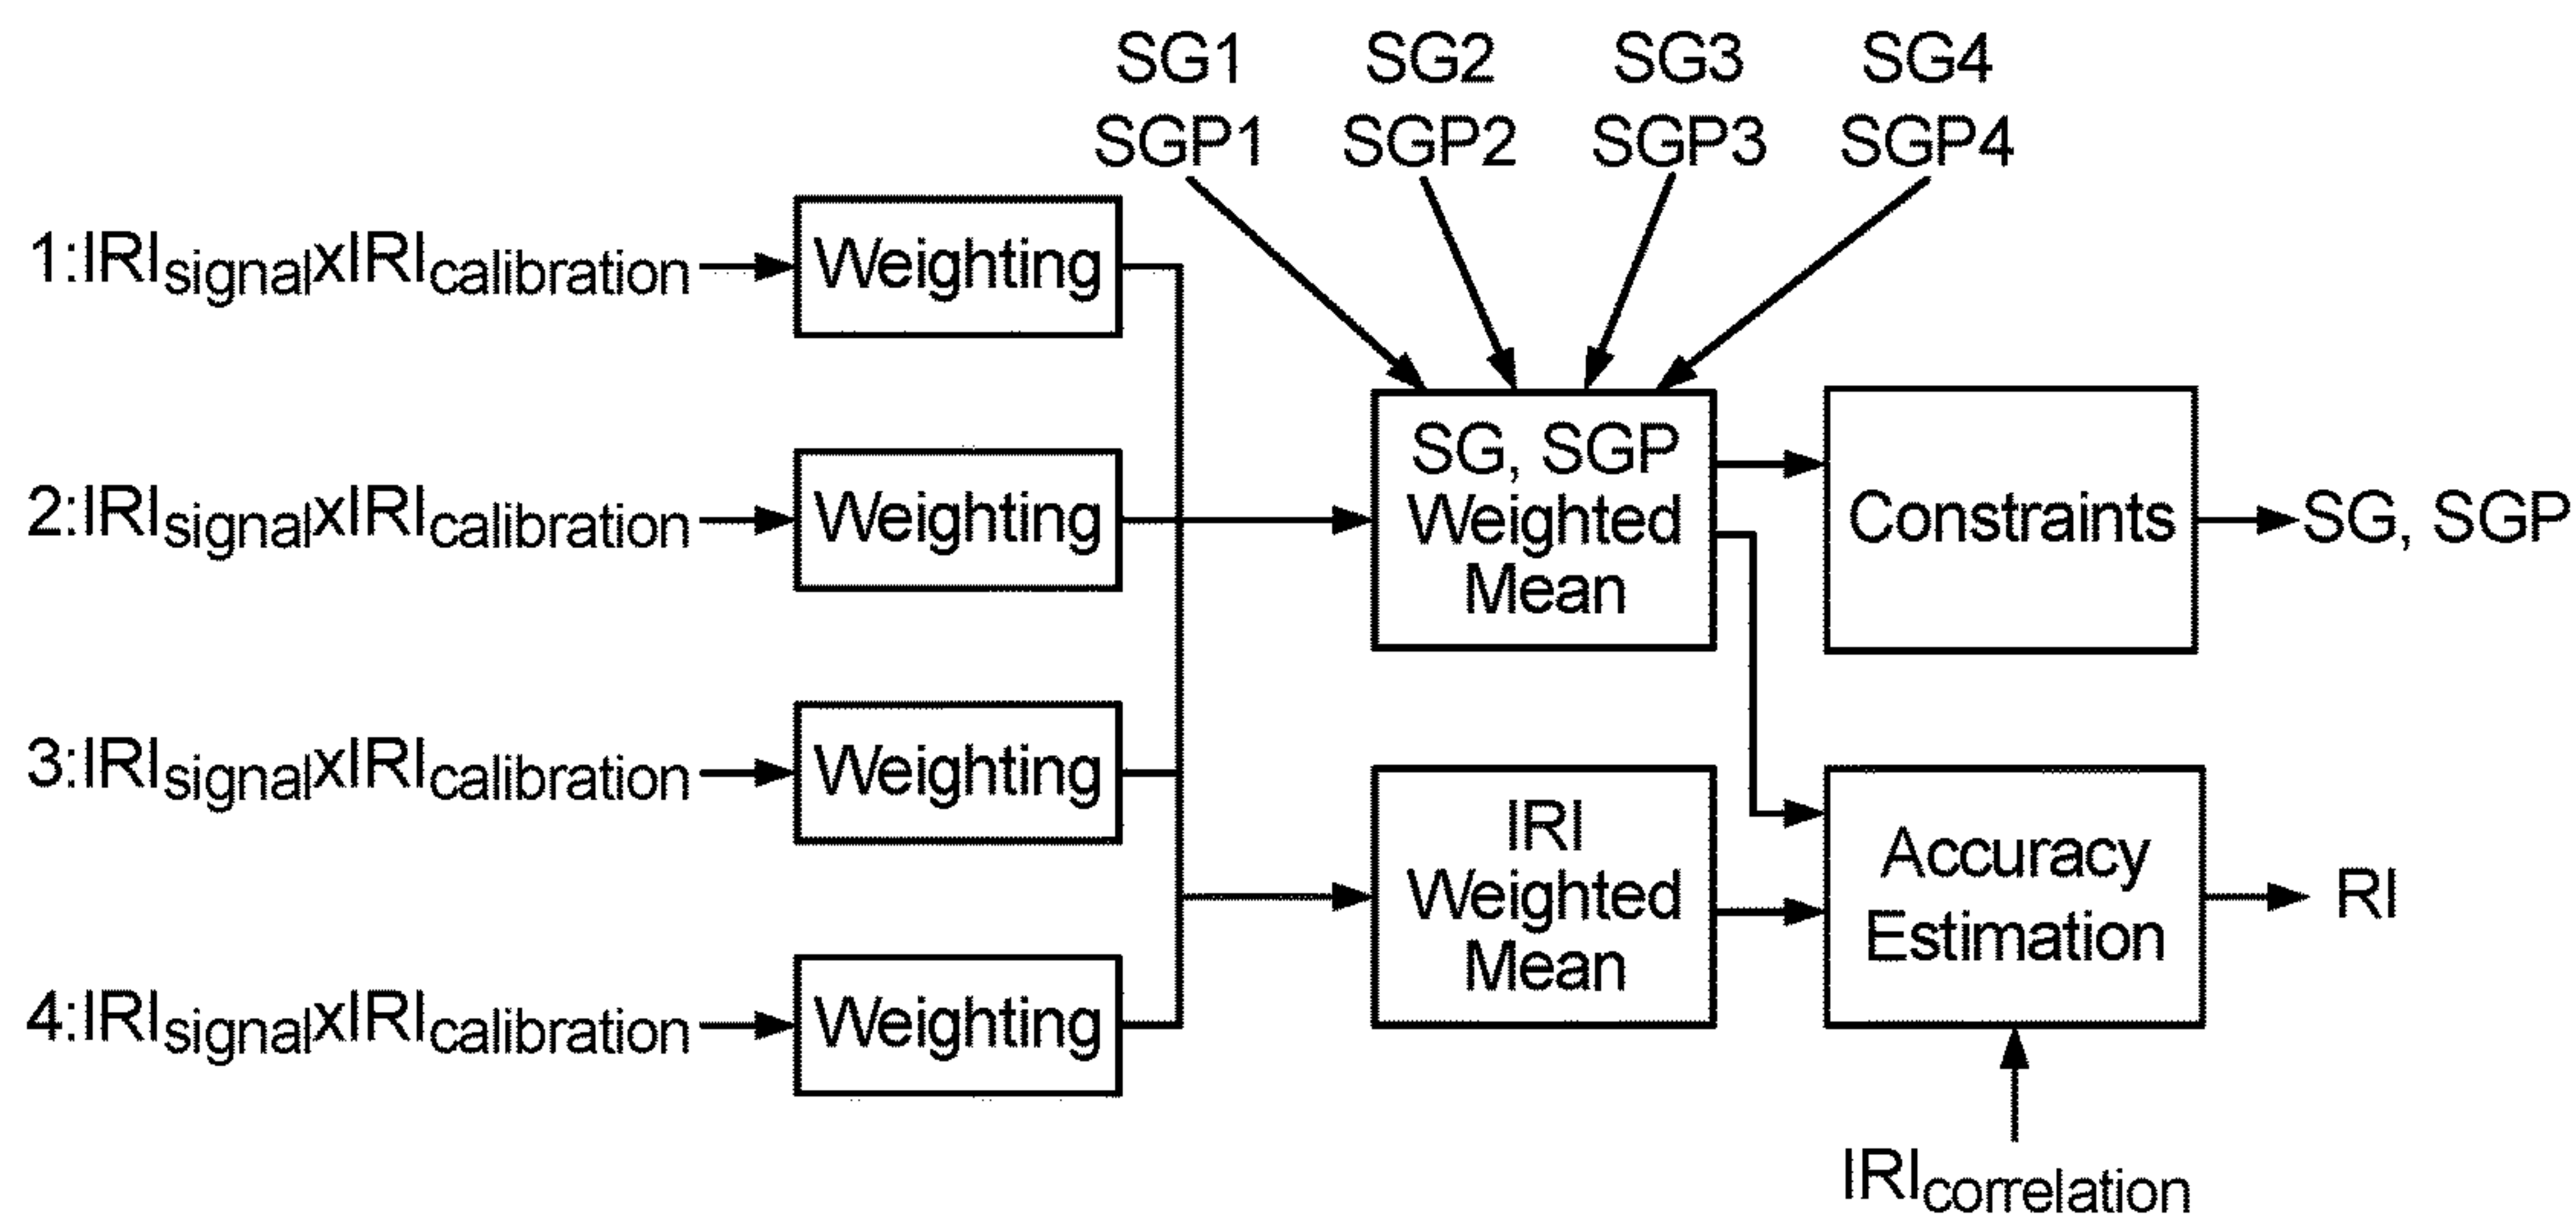 SG1 SG2 SG3 SG4
SGP1 SGP2 SGP3 SGP4
1:IRIsignalxIRIcalibration
Weighting
2:IRIsignalxIRIcalibration
Weighting
3:IRIsignalxIRIcalibration
Weighting
4:IRIsignalxIRIcalibration
Weighting
SG, SGP
Weighted
Mean
Constraints
SG, SGP
IRI
Weighted
Mean
Accuracy
Estimation
RI
IRIcorrelation